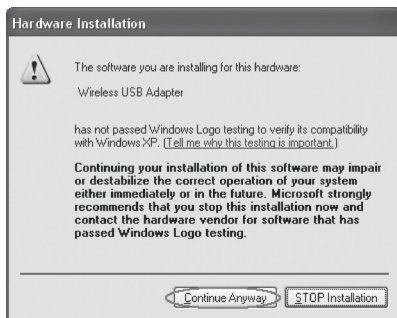 Hardware Installation
The software you are installing for this hardware:
Wireless USB Adapter
has not passed Windows Logo testing to verify its compatibility
with Windows XP. (Tell me why this testing is important.)
Continuing your installation of this software may impair
or destabilize the correct operation of your system
either immediately or in the future. Microsoft strongly
recommends that you stop this installation now and
contact the hardware vendor for software that has
passed Windows Logo testing.
Continue Anyway STOP Installation